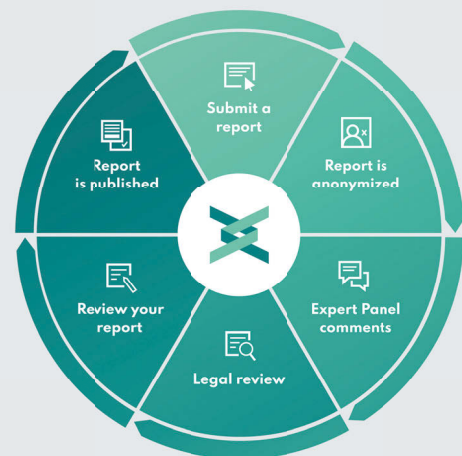 Submit a
report
Report is
anonymized
Expert Panel
comments
Legal review
Review your
report
Report
is published